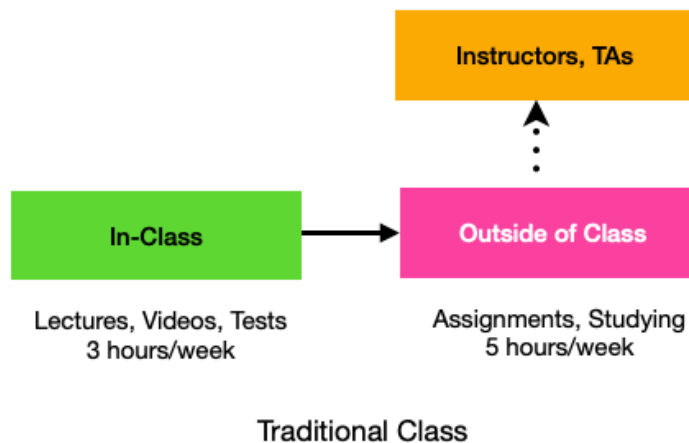 Instructors, TAs
In-Class
Outside of Class
Lectures, Videos, Tests
3 hours/week
Assignments, Studying
5 hours/week
Traditional Class